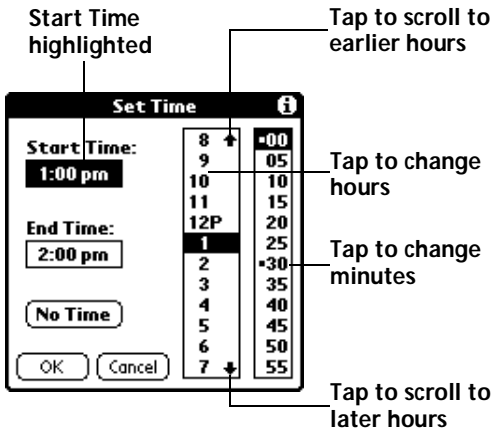 Start Time
highlighted
Tap to scroll to
earlier hours
Set Time
i
Start Time:
1:00 pm
End Time:
2:00 pm
No Time
OK
Cancel
8
9
10
11
12P
1
2
3
4
5
6
7
00
05
10
15
20
25
30
35
40
45
50
55
Tap to change
hours
Tap to change
minutes
Tap to scroll to
later hours